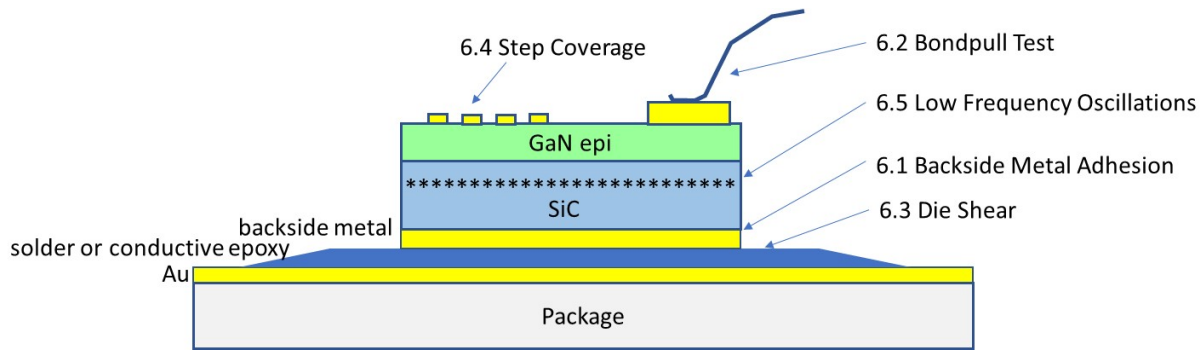 6.4 Step Coverage
6.2 Bondpull Test
6.5 Low Frequency Oscillations
GaN epi
6.1 Backside Metal Adhesion
**************************
SiC
6.3 Die Shear
backside metal
solder or conductive epoxy
Au
Package